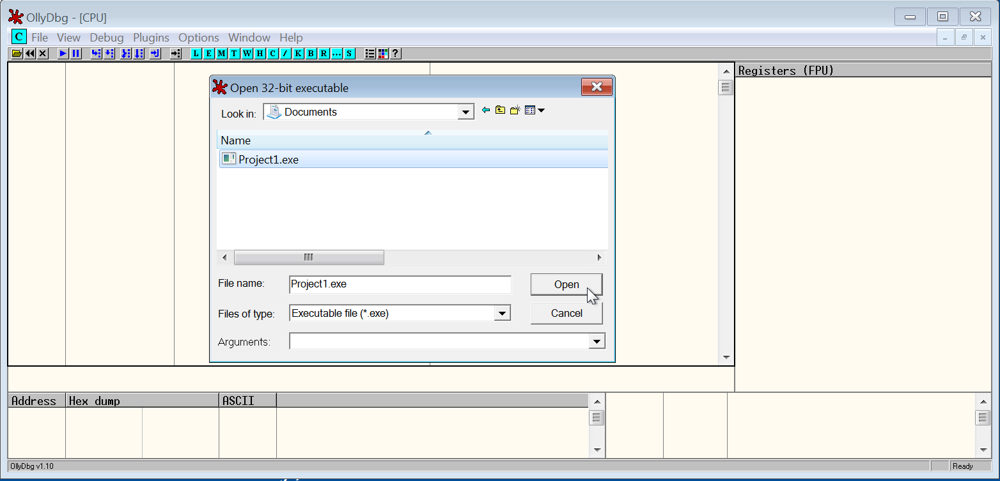 OllyDbg - [CPU]
C File View Debug Plugins Options Window Help
L E M T W H C / K B R ... S ?
Registers (FPU)
Open 32-bit executable
Look in: Documents
Name
Project1.exe
File name: Project1.exe Open
Files of type: Executable file (*.exe) Cancel
Arguments:
Address Hex dump ASCII
OllyDbg v1.10 Ready